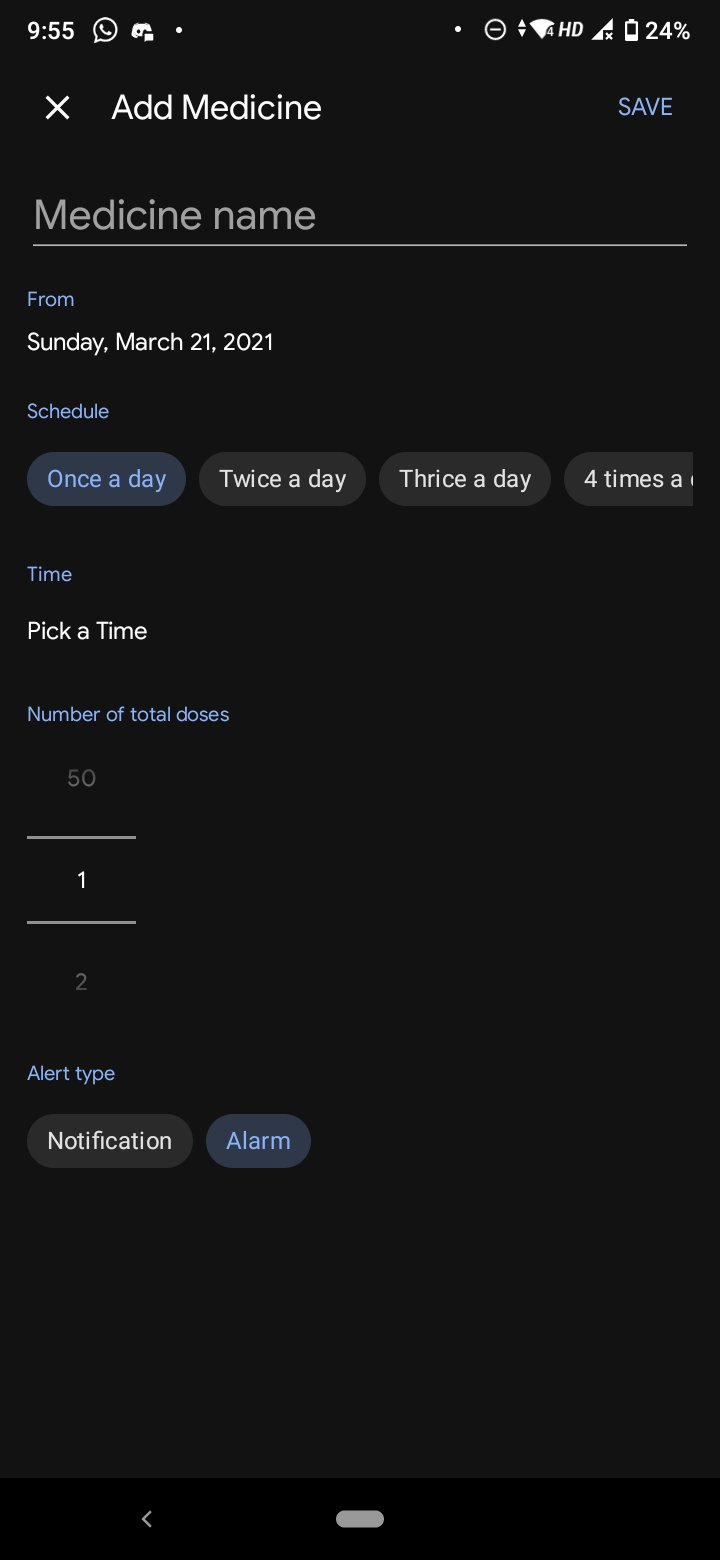 9:55 HD 24%
Add Medicine SAVE
Medicine name
From
Sunday, March 21, 2021
Schedule
Once a day Twice a day Thrice a day 4 times a
Time
Pick a Time
Number of total doses
50
1
2
Alert type
Notification Alarm